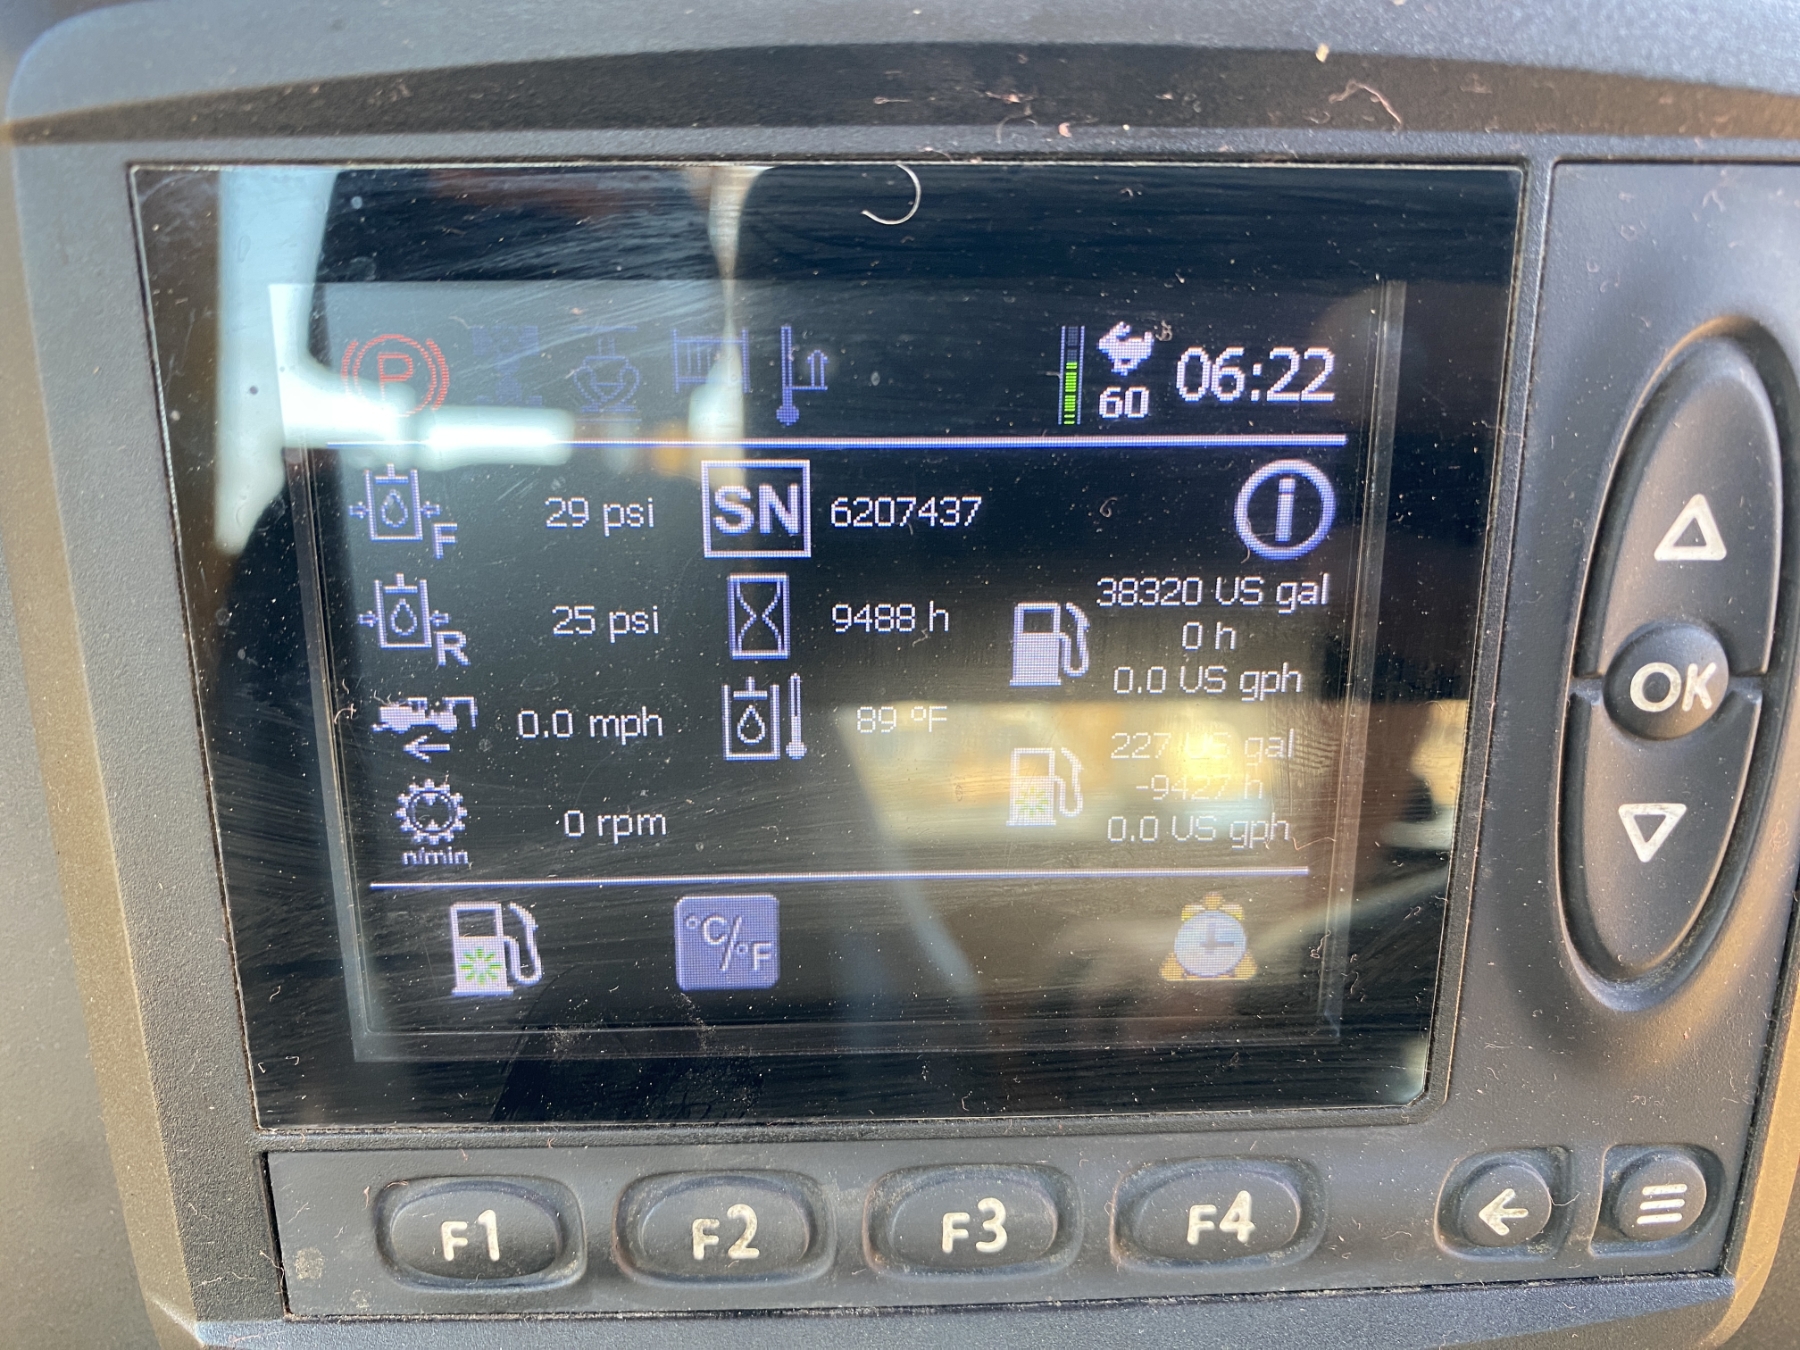 P
60
06:22
F
29 psi
SN
6207437
i
R
25 psi
9488 h
38320 US gal
0 h
0.0 US gph
0.0 mph
89 °F
227 US gal
-9427 h
0.0 US gph
0 rpm
n/min
°C/°F
OK
F1
F2
F3
F4